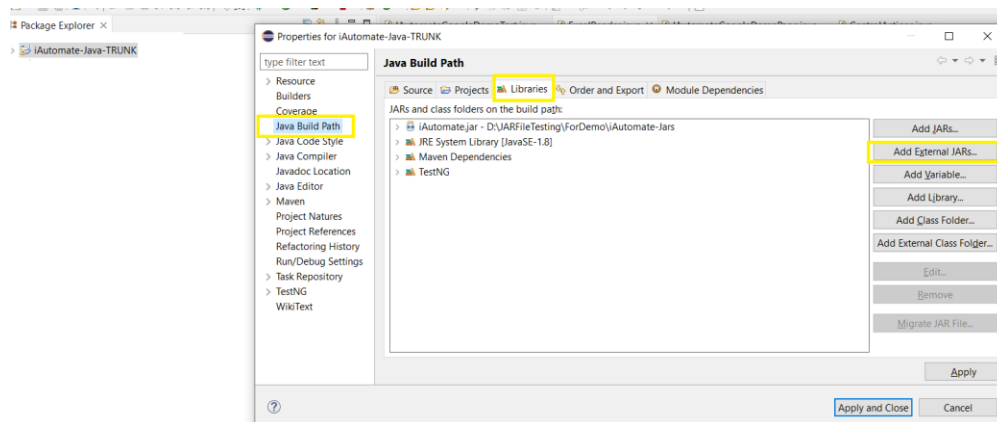 Package Explorer
iAutomate-Java-TRUNK
Properties for iAutomate-Java-TRUNK
type filter text
Resource
Builders
Coverage
Java Build Path
Java Code Style
Java Compiler
Javadoc Location
Java Editor
Maven
Project Natures
Project References
Refactoring History
Run/Debug Settings
Task Repository
TestNG
WikiText
Java Build Path
Source Projects Libraries Order and Export Module Dependencies
JARs and class folders on the build path:
iAutomate.jar - D:\JARFileTesting\ForDemo\iAutomate-Jars
JRE System Library [JavaSE-1.8]
Maven Dependencies
TestNG
Add JARs...
Add External JARs...
Add Variable...
Add Library...
Add Class Folder...
Add External Class Folder...
Edit...
Remove
Migrate JAR File...
Apply
Apply and Close Cancel